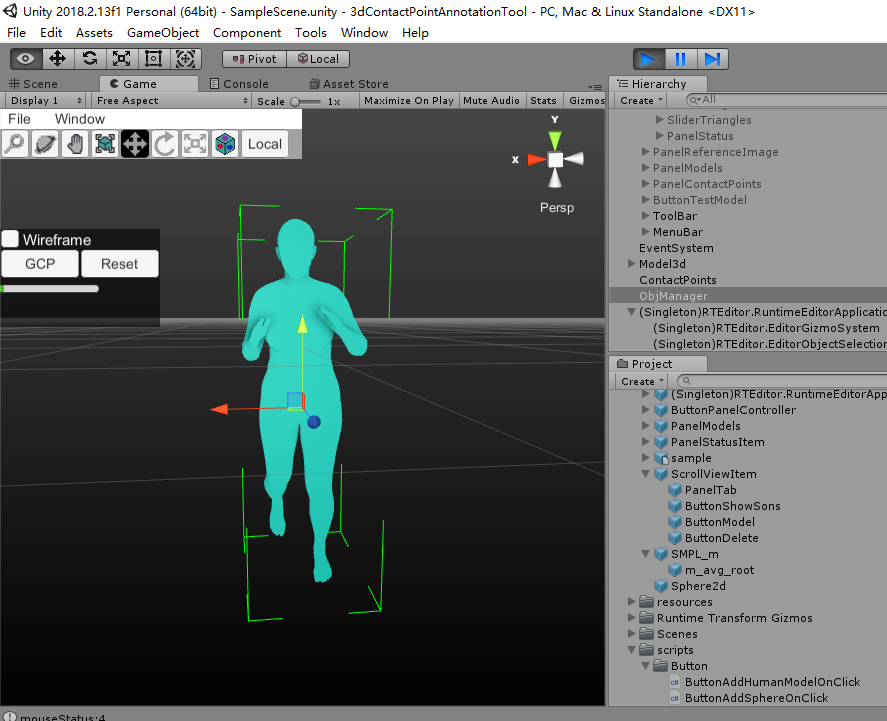 Unity 2018.2.13f1 Personal (64bit) - SampleScene.unity - 3dContactPointAnnotationTool - PC, Mac & Linux Standalone <DX11>
File Edit Assets GameObject Component Tools Window Help
Pivot Local
Scene Game Console Asset Store
Display 1 Free Aspect Scale 1x Maximize On Play Mute Audio Stats Gizmos
File Window
Local
Y
X
Persp
Wireframe
GCP Reset
mouseStatus:4
Hierarchy
Create All
SliderTriangles
PanelStatus
PanelReferenceImage
PanelModels
PanelContactPoints
ButtonTestModel
ToolBar
MenuBar
EventSystem
Model3d
ContactPoints
ObjManager
(Singleton)RTEditor.RuntimeEditorApplicatio
(Singleton)RTEditor.EditorGizmoSystem
(Singleton)RTEditor.EditorObjectSelection
Project
Create
(Singleton)RTEditor.RuntimeEditorApp
ButtonPanelController
PanelModels
PanelStatusItem
sample
ScrollViewItem
PanelTab
ButtonShowSons
ButtonModel
ButtonDelete
SMPL_m
m_avg_root
Sphere2d
resources
Runtime Transform Gizmos
Scenes
scripts
Button
ButtonAddHumanModelOnClick
ButtonAddSphereOnClick